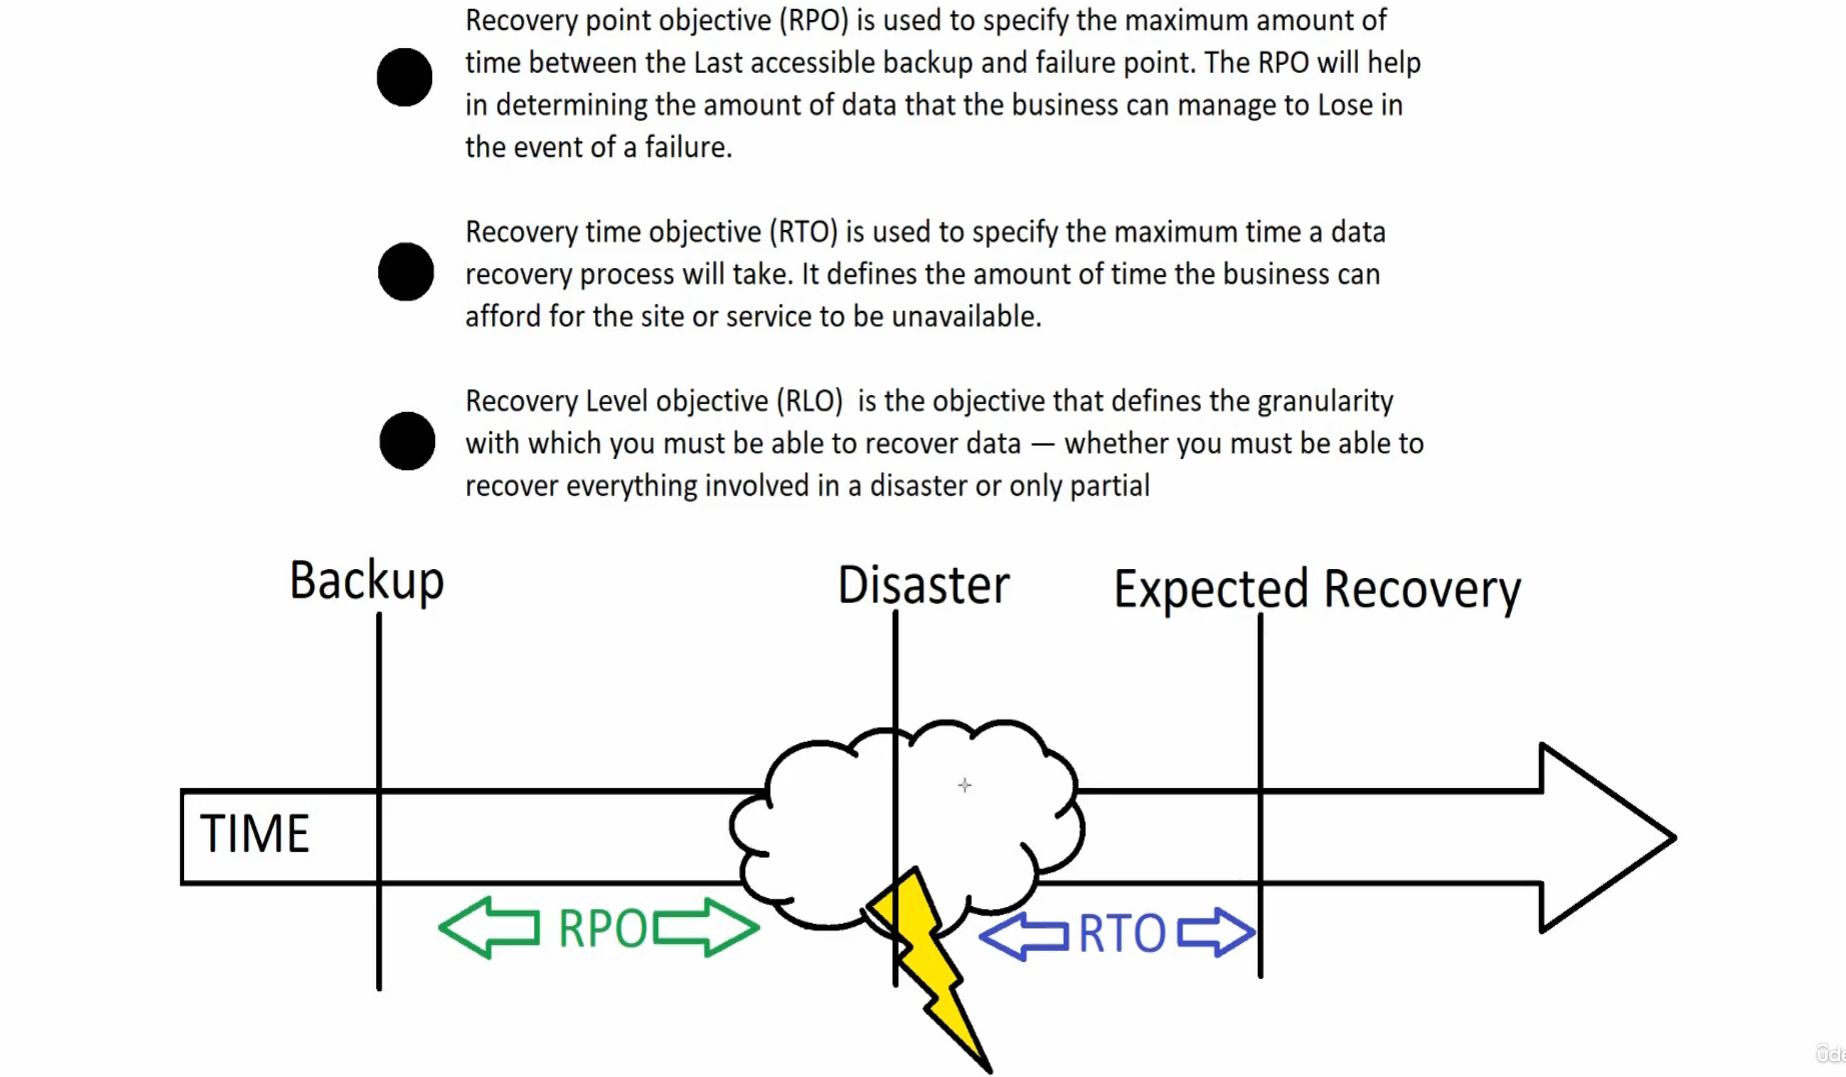 Recovery point objective (RPO) is used to specify the maximum amount of
time between the Last accessible backup and failure point. The RPO will help
in determining the amount of data that the business can manage to Lose in
the event of a failure.
Recovery time objective (RTO) is used to specify the maximum time a data
recovery process will take. It defines the amount of time the business can
afford for the site or service to be unavailable.
Recovery Level objective (RLO)  is the objective that defines the granularity
with which you must be able to recover data — whether you must be able to
recover everything involved in a disaster or only partial
Backup
Disaster
Expected Recovery
TIME
RPO
RTO